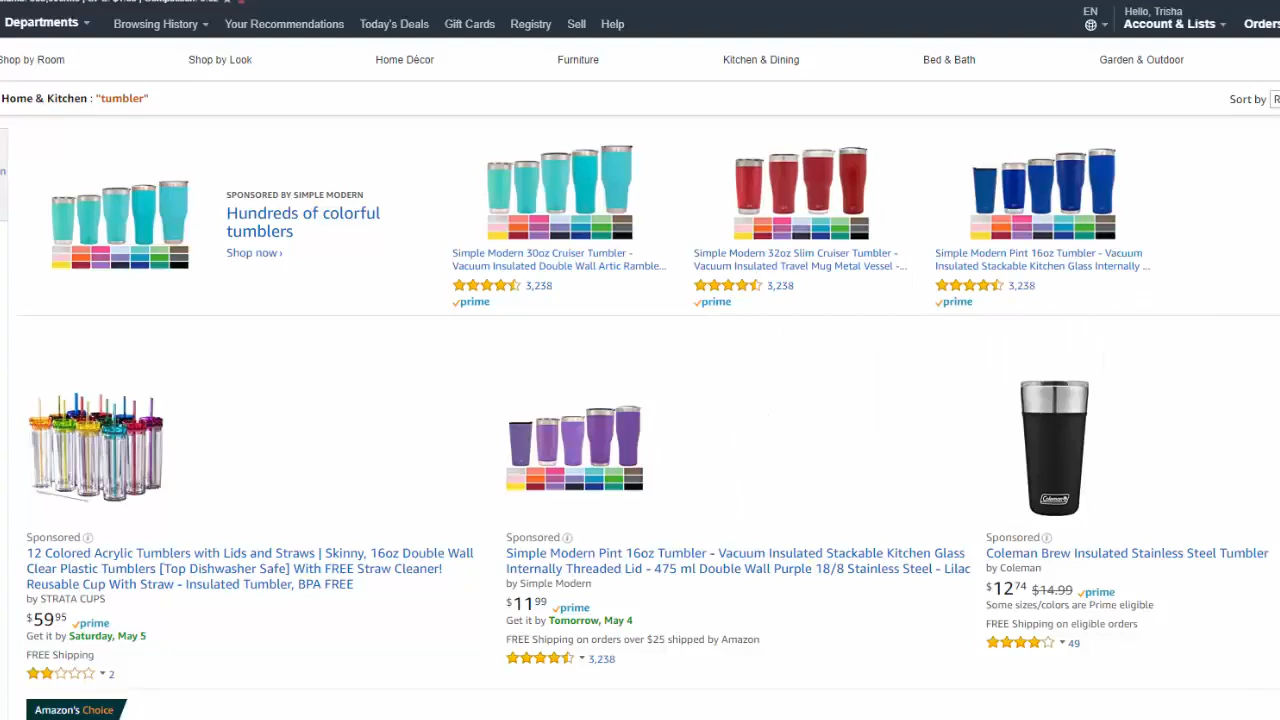 Departments
Browsing History
Your Recommendations
Today's Deals
Gift Cards
Registry
Sell
Help
EN
Hello, Trisha
Account & Lists
Orders
Shop by Room
Shop by Look
Home Décor
Furniture
Kitchen & Dining
Bed & Bath
Garden & Outdoor
Home & Kitchen : "tumbler"
Sort by
SPONSORED BY SIMPLE MODERN
Hundreds of colorful
tumblers
Shop now ›
Simple Modern 30oz Cruiser Tumbler -
Vacuum Insulated Double Wall Artic Ramble...
3,238
prime
Simple Modern 32oz Slim Cruiser Tumbler -
Vacuum Insulated Travel Mug Metal Vessel -...
3,238
prime
Simple Modern Pint 16oz Tumbler - Vacuum
Insulated Stackable Kitchen Glass Internally ...
3,238
prime
Sponsored
12 Colored Acrylic Tumblers with Lids and Straws | Skinny, 16oz Double Wall
Clear Plastic Tumblers [Top Dishwasher Safe] With FREE Straw Cleaner!
Reusable Cup With Straw - Insulated Tumbler, BPA FREE
by STRATA CUPS
$59 95 prime
Get it by Saturday, May 5
FREE Shipping
2
Sponsored
Simple Modern Pint 16oz Tumbler - Vacuum Insulated Stackable Kitchen Glass
Internally Threaded Lid - 475 ml Double Wall Purple 18/8 Stainless Steel - Lilac
by Simple Modern
$11 99 prime
Get it by Tomorrow, May 4
FREE Shipping on orders over $25 shipped by Amazon
3,238
Coleman
Sponsored
Coleman Brew Insulated Stainless Steel Tumbler
by Coleman
$12 74 $14.99 prime
Some sizes/colors are Prime eligible
FREE Shipping on eligible orders
49
Amazon's Choice